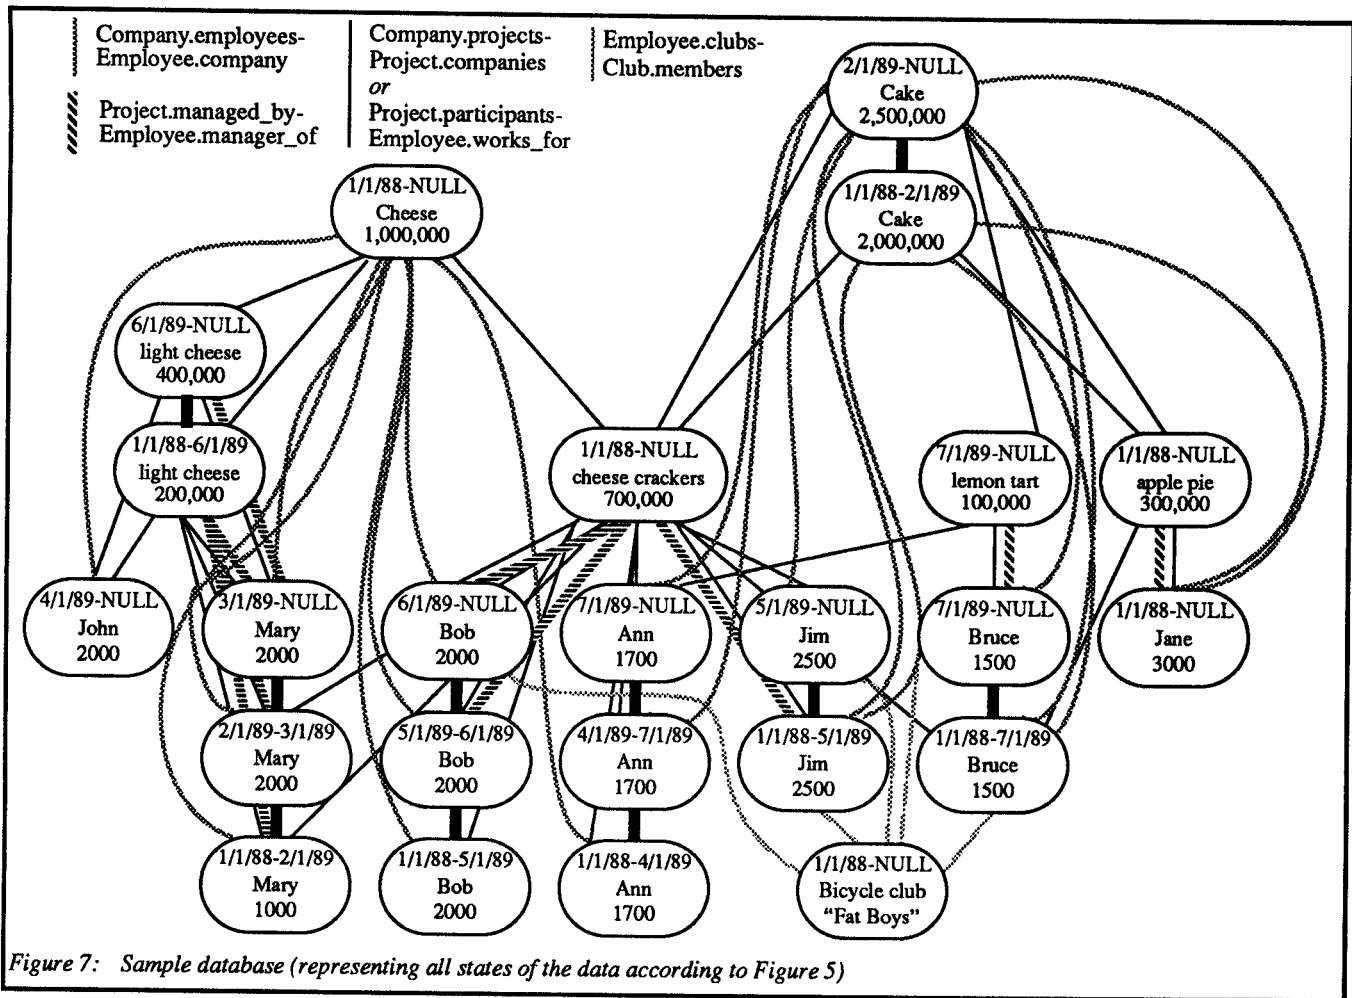 Company.employees-
Employee.company
Project.managed_by-
Employee.manager_of
Company.projects-
Project.companies
or
Project.participants-
Employee.works_for
Employee.clubs-
Club.members
2/1/89-NULL
Cake
2,500,000
1/1/88-2/1/89
Cake
2,000,000
1/1/88-NULL
Cheese
1,000,000
6/1/89-NULL
light cheese
400,000
1/1/88-6/1/89
light cheese
200,000
1/1/88-NULL
cheese crackers
700,000
7/1/89-NULL
lemon tart
100,000
1/1/88-NULL
apple pie
300,000
4/1/89-NULL
John
2000
3/1/89-NULL
Mary
2000
6/1/89-NULL
Bob
2000
7/1/89-NULL
Ann
1700
5/1/89-NULL
Jim
2500
7/1/89-NULL
Bruce
1500
1/1/88-NULL
Jane
3000
2/1/89-3/1/89
Mary
2000
5/1/89-6/1/89
Bob
2000
4/1/89-7/1/89
Ann
1700
1/1/88-5/1/89
Jim
2500
1/1/88-7/1/89
Bruce
1500
1/1/88-2/1/89
Mary
1000
1/1/88-5/1/89
Bob
2000
1/1/88-4/1/89
Ann
1700
1/1/88-NULL
Bicycle club
"Fat Boys"
Figure 7: Sample database (representing all states of the data according to Figure 5)